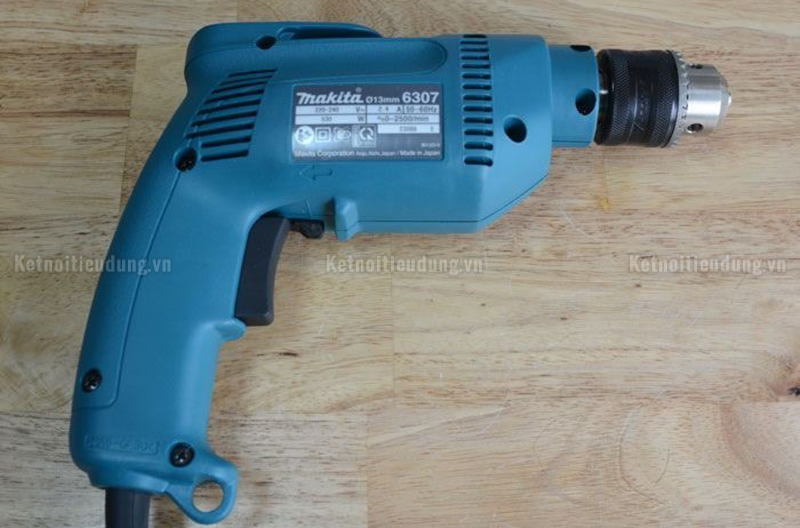 makita Ø13mm 6307
220-240 V~ 2.4 A 50-60Hz
530 W n₀0-2500/min
Makita Corporation Anjo, Aichi, Japan / Made in Japan
Ketnoitieudung.vn Ketnoitieudung.vn Ketnoitieudung.vn